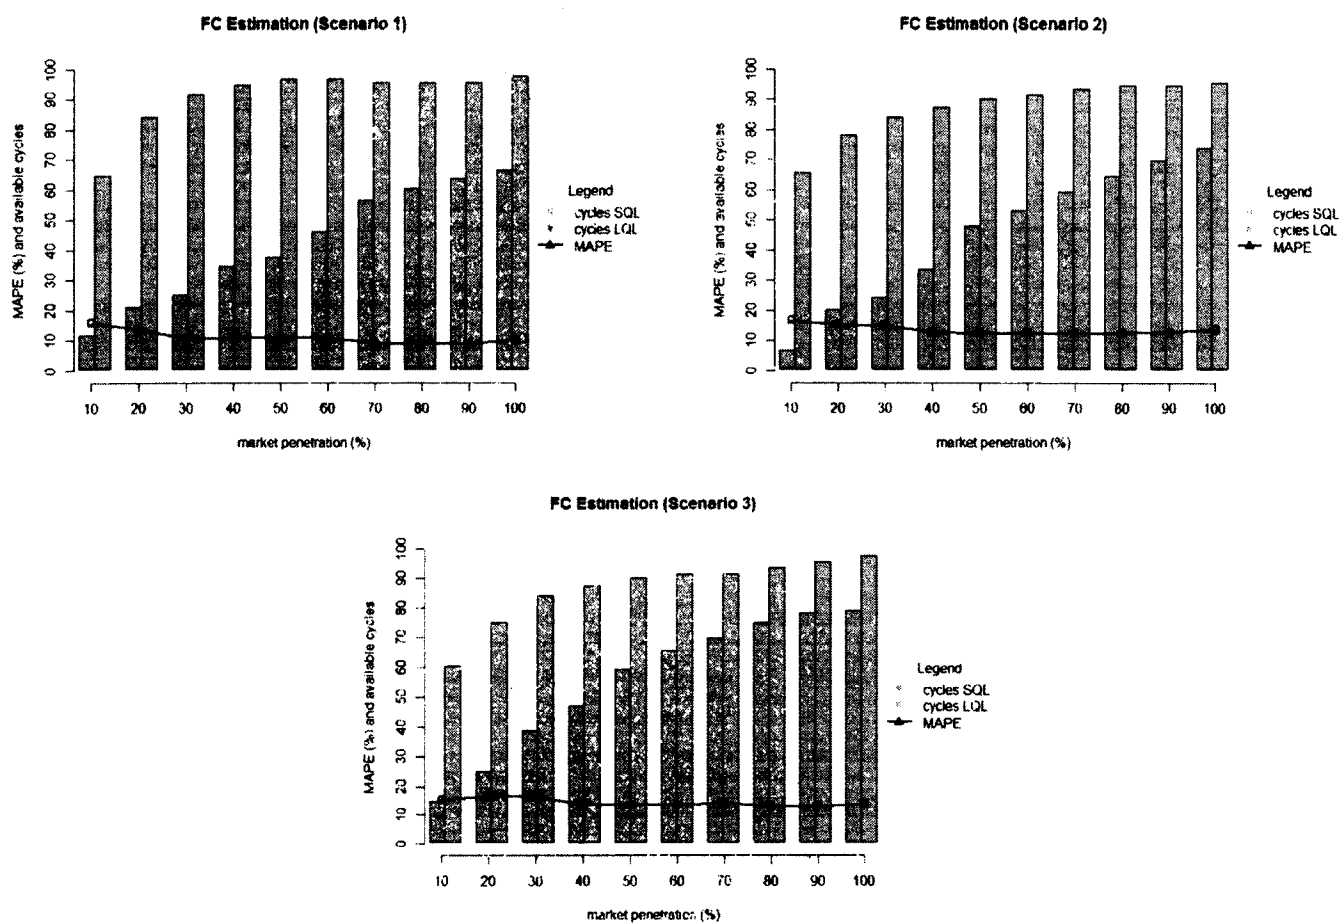 FC Estimation (Scenario 1)
MAPE (%) and available cycles
0 10 20 30 40 50 60 70 80 90 100
10 20 30 40 50 60 70 80 90 100
market penetration (%)
Legend
cycles SQL
cycles LQL
MAPE
FC Estimation (Scenario 2)
MAPE (%) and available cycles
0 10 20 30 40 50 60 70 80 90 100
10 20 30 40 50 60 70 80 90 100
market penetration (%)
Legend
cycles SQL
cycles LQL
MAPE
FC Estimation (Scenario 3)
MAPE (%) and available cycles
0 10 20 30 40 50 60 70 80 90 100
10 20 30 40 50 60 70 80 90 100
market penetration (%)
Legend
cycles SQL
cycles LQL
MAPE